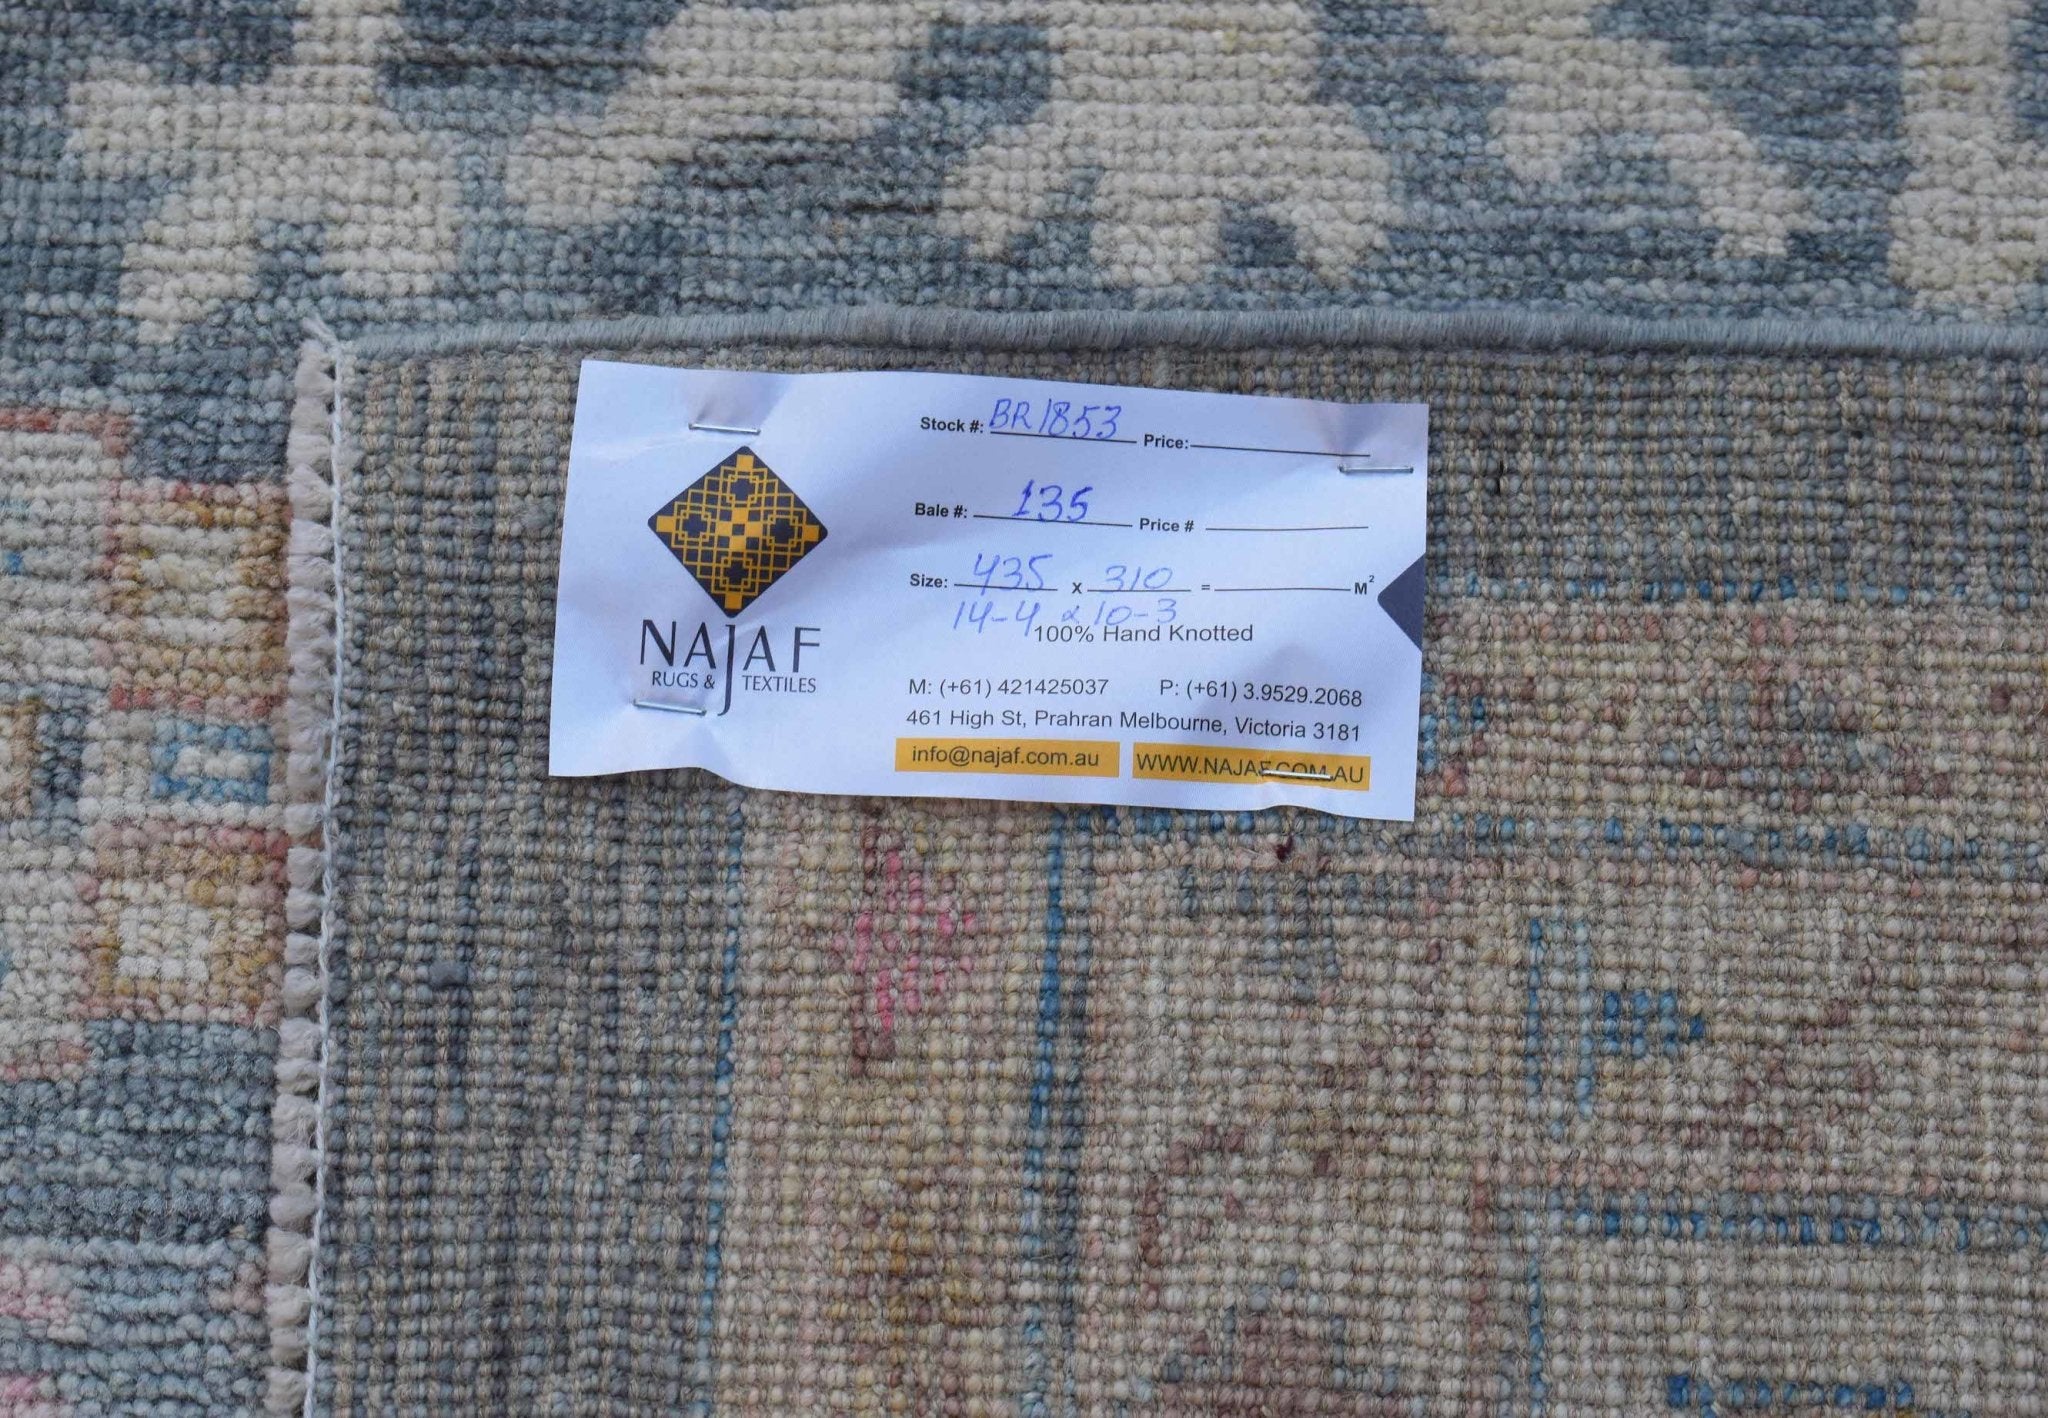 Stock #: BR1853 Price:
Bale #: 135 Price #
Size: 435 x 310 = M²
14-4 x 10-3
100% Hand Knotted
NAJAF
RUGS & TEXTILES
M: (+61) 421425037 P: (+61) 3.9529.2068
461 High St, Prahran Melbourne, Victoria 3181
info@najaf.com.au WWW.NAJAF.COM.AU